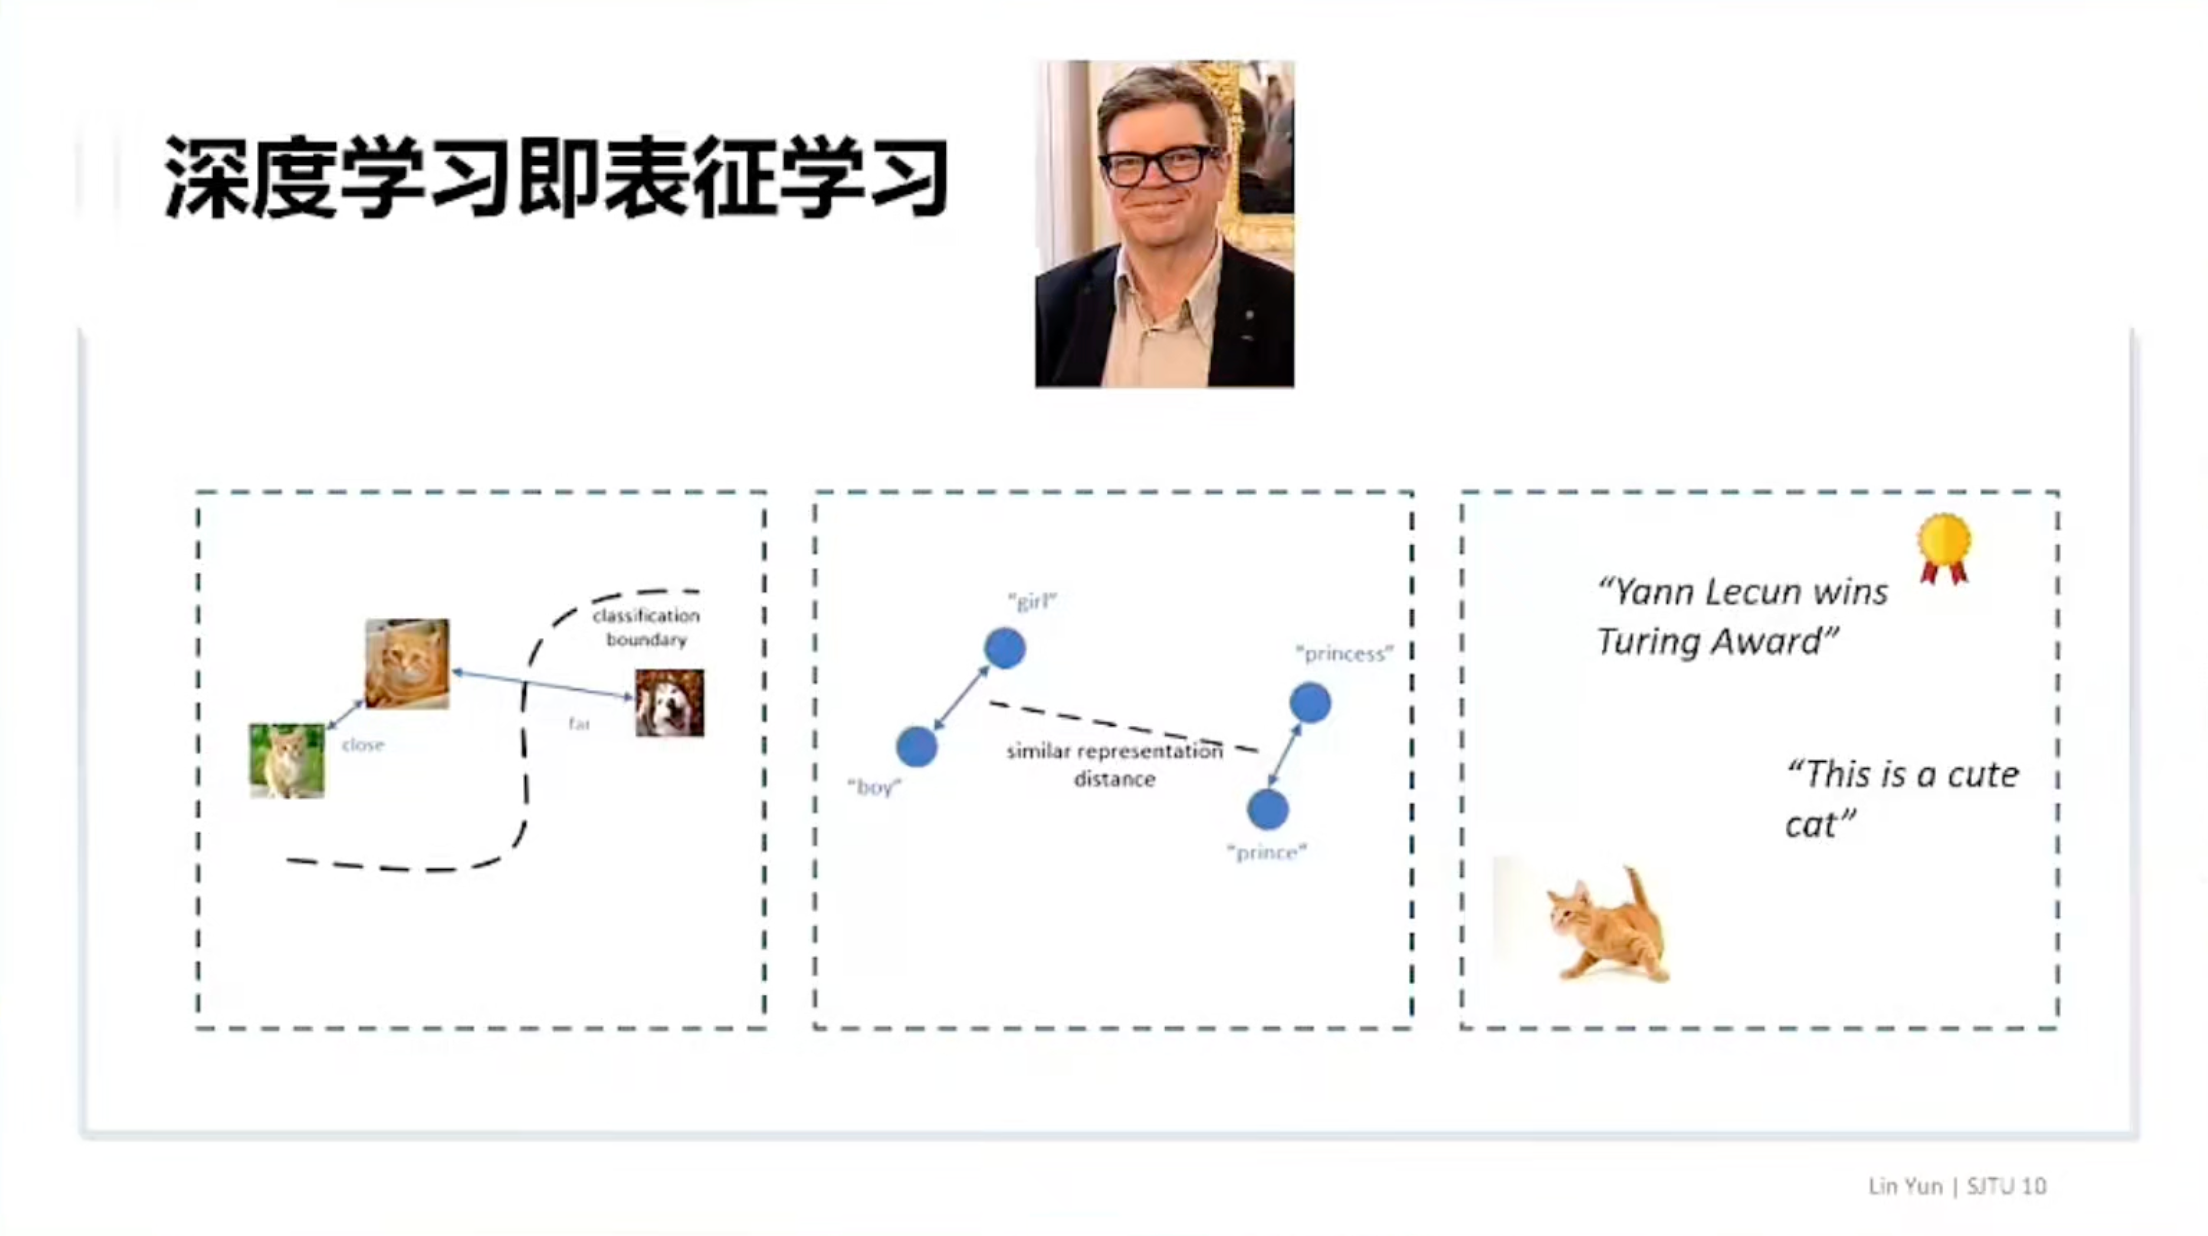 深度学习即表征学习
classification
boundary
far
close
"girl"
"princess"
similar representation
distance
"boy"
"prince"
“Yann Lecun wins
Turing Award”
“This is a cute
cat”
Lin Yun | SJTU 10